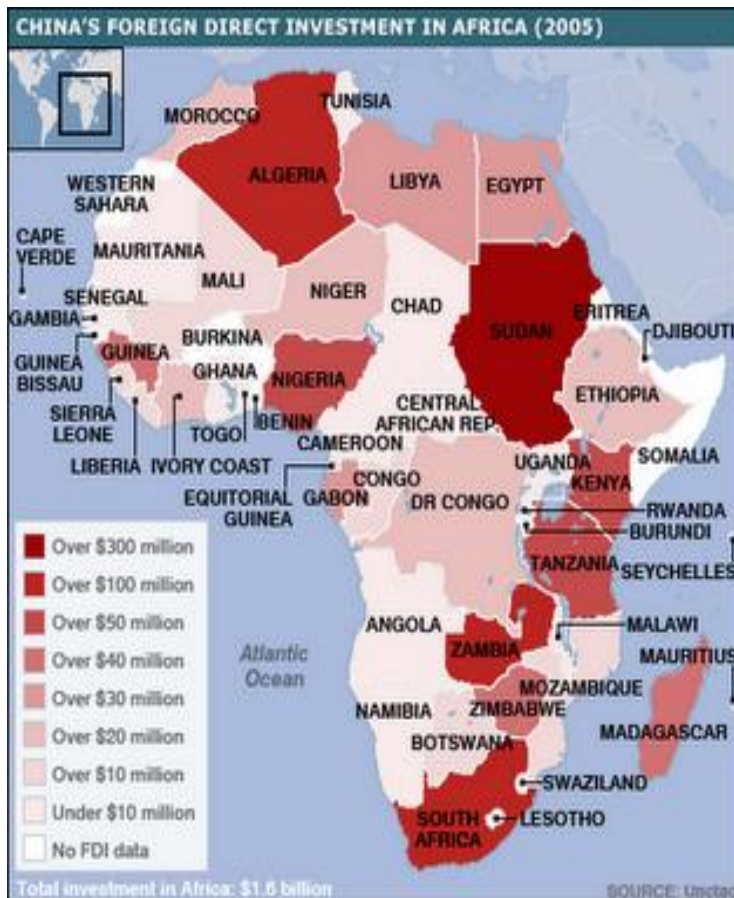 CHINA'S FOREIGN DIRECT INVESTMENT IN AFRICA (2005)
TUNISIA
MOROCCO
ALGERIA
LIBYA
EGYPT
WESTERN
SAHARA
CAPE
VERDE
MAURITANIA
MALI
NIGER
CHAD
SUDAN
ERITREA
SENEGAL
GAMBIA
DJIBOUTI
BURKINA
GUINEA
BISSAU
GUINEA
GHANA
NIGERIA
ETHIOPIA
SIERRA
LEONE
TOGO
BENIN
CENTRAL
AFRICAN REP.
LIBERIA
IVORY COAST
CAMEROON
UGANDA
SOMALIA
EQUITORIAL
GUINEA
GABON
CONGO
DR CONGO
KENYA
RWANDA
BURUNDI
TANZANIA
SEYCHELLES
ANGOLA
MALAWI
ZAMBIA
MAURITIUS
Atlantic
Ocean
MOZAMBIQUE
NAMIBIA
ZIMBABWE
MADAGASCAR
BOTSWANA
SWAZILAND
SOUTH
AFRICA
LESOTHO
Over $300 million
Over $100 million
Over $50 million
Over $40 million
Over $30 million
Over $20 million
Over $10 million
Under $10 million
No FDI data
Total investment in Africa: $1.6 billion
SOURCE: Unctad